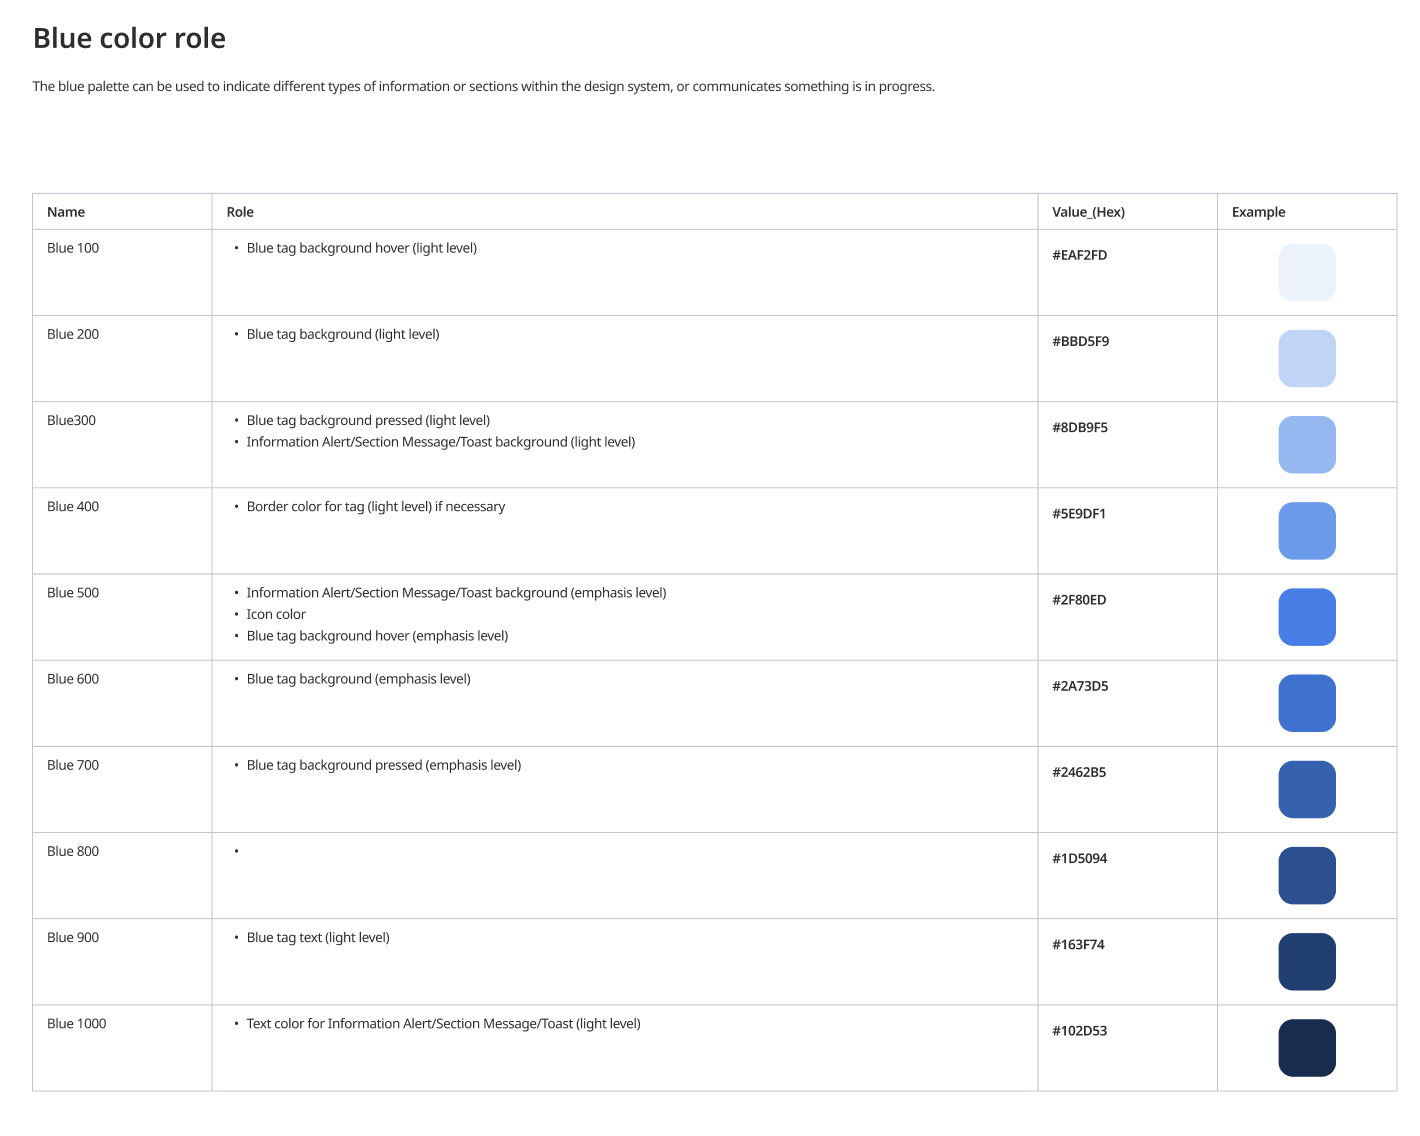 Blue color role
The blue palette can be used to indicate different types of information or sections within the design system, or communicates something is in progress.
Name Role Value_(Hex) Example
Blue 100 • Blue tag background hover (light level) #EAF2FD
Blue 200 • Blue tag background (light level) #BBD5F9
Blue300 • Blue tag background pressed (light level) #8DB9F5
• Information Alert/Section Message/Toast background (light level)
Blue 400 • Border color for tag (light level) if necessary #5E9DF1
Blue 500 • Information Alert/Section Message/Toast background (emphasis level) #2F80ED
• Icon color
• Blue tag background hover (emphasis level)
Blue 600 • Blue tag background (emphasis level) #2A73D5
Blue 700 • Blue tag background pressed (emphasis level) #2462B5
Blue 800 • #1D5094
Blue 900 • Blue tag text (light level) #163F74
Blue 1000 • Text color for Information Alert/Section Message/Toast (light level) #102D53